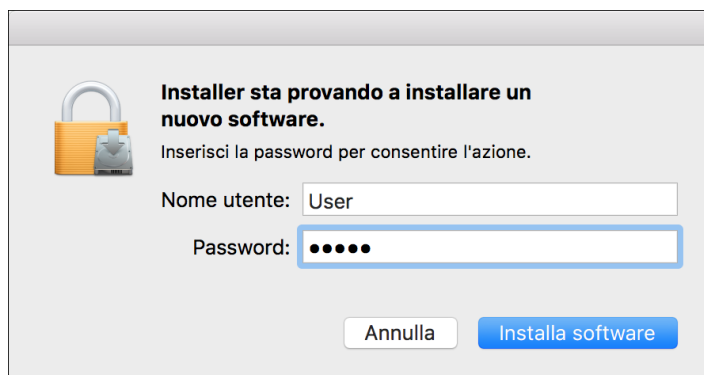 Installer sta provando a installare un
nuovo software.
Inserisci la password per consentire l'azione.
Nome utente: User
Password: •••••
Annulla Installa software